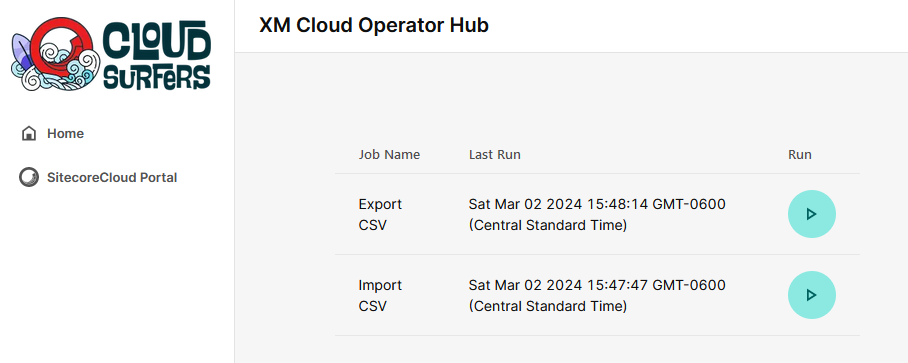 CLOUD
SURFERS
XM Cloud Operator Hub
Home
SitecoreCloud Portal
Job Name Last Run Run
Export
CSV
Sat Mar 02 2024 15:48:14 GMT-0600
(Central Standard Time)
Import
CSV
Sat Mar 02 2024 15:47:47 GMT-0600
(Central Standard Time)